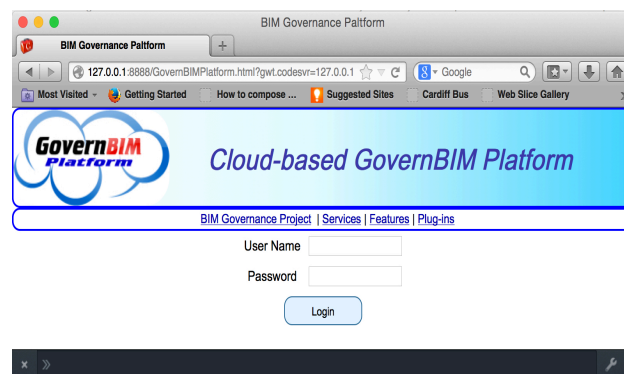 BIM Governance Paltform
BIM Governance Paltform
127.0.0.1:8888/GovernBIMPlatform.html?gwt.codesvr=127.0.0.1
Google
Most Visited
Getting Started
How to compose ...
Suggested Sites
Cardiff Bus
Web Slice Gallery
GovernBIM
Platform
Cloud-based GovernBIM Platform
BIM Governance Project | Services | Features | Plug-ins
User Name
Password
Login